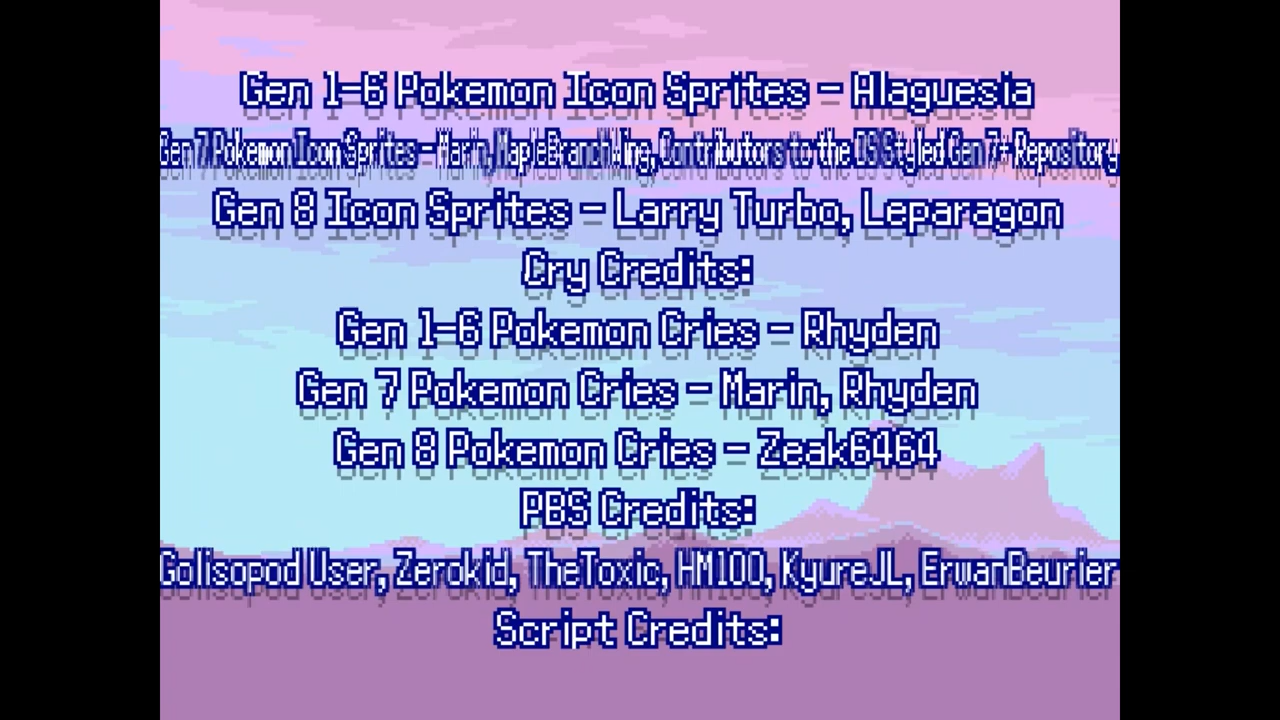 Gen 1-6 Pokemon Icon Sprites - Alaguesia
Gen 7 Pokemon Icon Sprites - Marin, MapleBranchWing, Contributors to the DS Styled Gen 7+ Repository
Gen 8 Icon Sprites - Larry Turbo, Leparagon
Cry Credits:
Gen 1-6 Pokemon Cries - Rhyden
Gen 7 Pokemon Cries - Marin, Rhyden
Gen 8 Pokemon Cries - Zeak6464
PBS Credits:
Golisopod User, Zerokid, TheToxic, HM100, KyureJL, ErwanBeurier
Script Credits: